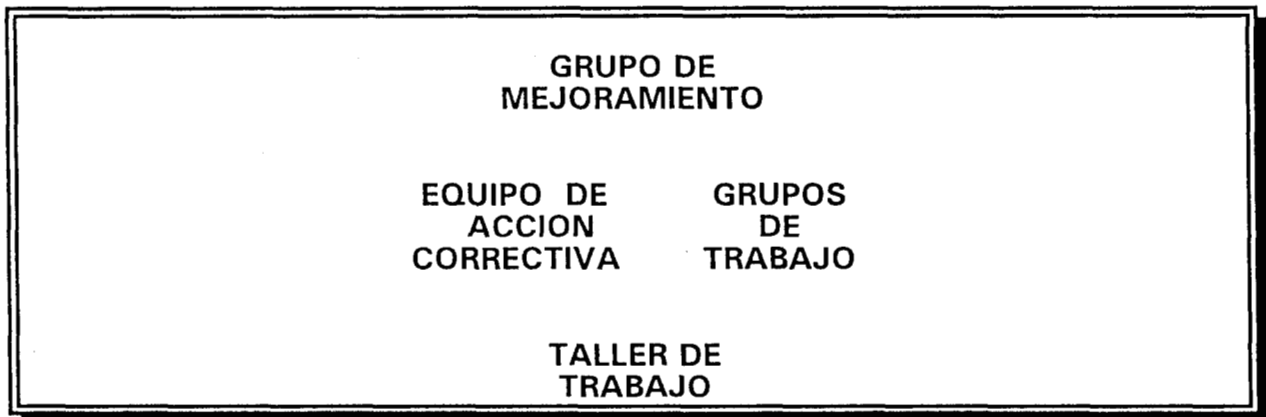 GRUPO DE
MEJORAMIENTO
EQUIPO DE
ACCION
CORRECTIVA
GRUPOS
DE
TRABAJO
TALLER DE
TRABAJO